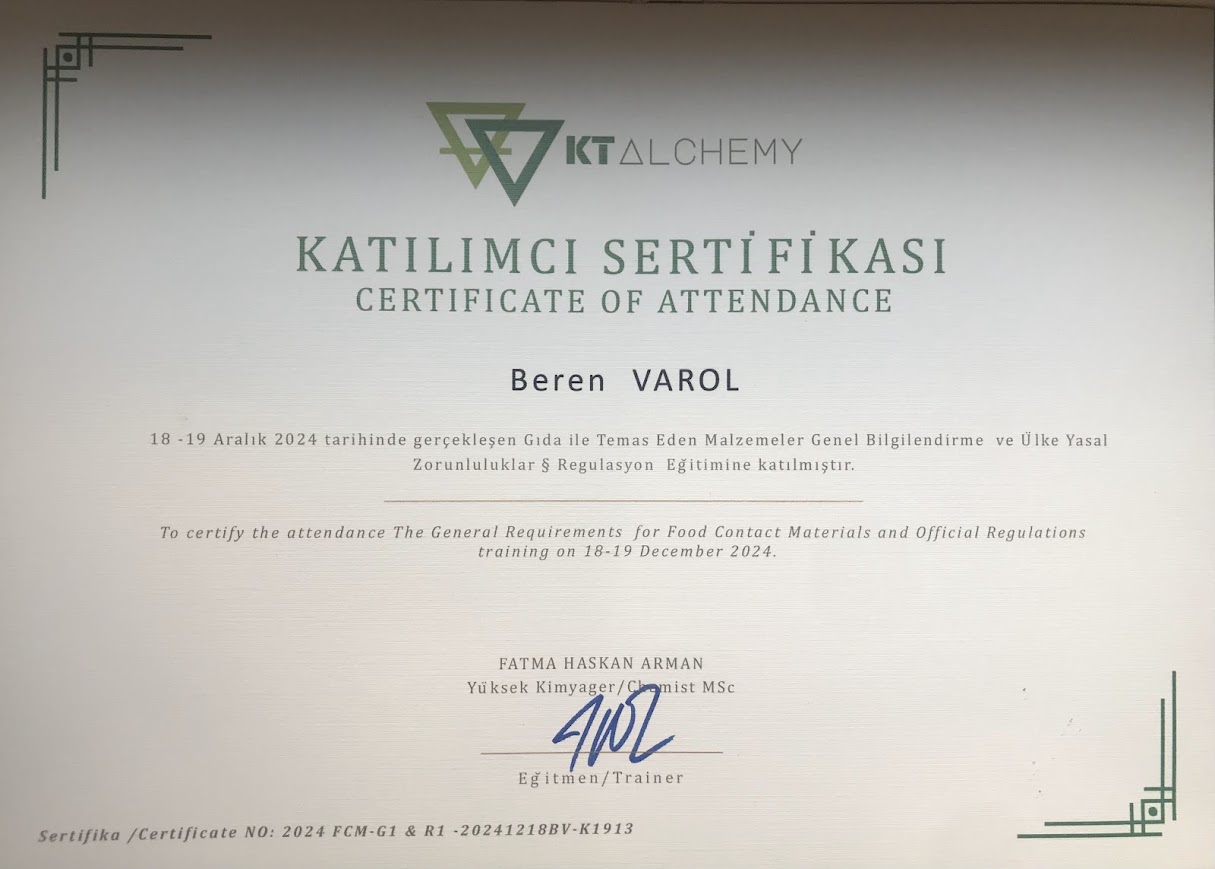 KT ALCHEMY
KATILIMCI SERTİFİKASI
CERTIFICATE OF ATTENDANCE
Beren VAROL
18 -19 Aralık 2024 tarihinde gerçekleşen Gıda ile Temas Eden Malzemeler Genel Bilgilendirme ve Ülke Yasal
Zorunluluklar § Regulasyon Eğitimine katılmıştır.
To certify the attendance The General Requirements for Food Contact Materials and Official Regulations
training on 18-19 December 2024.
FATMA HASKAN ARMAN
Yüksek Kimyager/Chemist MSc
Eğitmen/Trainer
Sertifika /Certificate NO: 2024 FCM-G1 & R1 -20241218BV-K1913